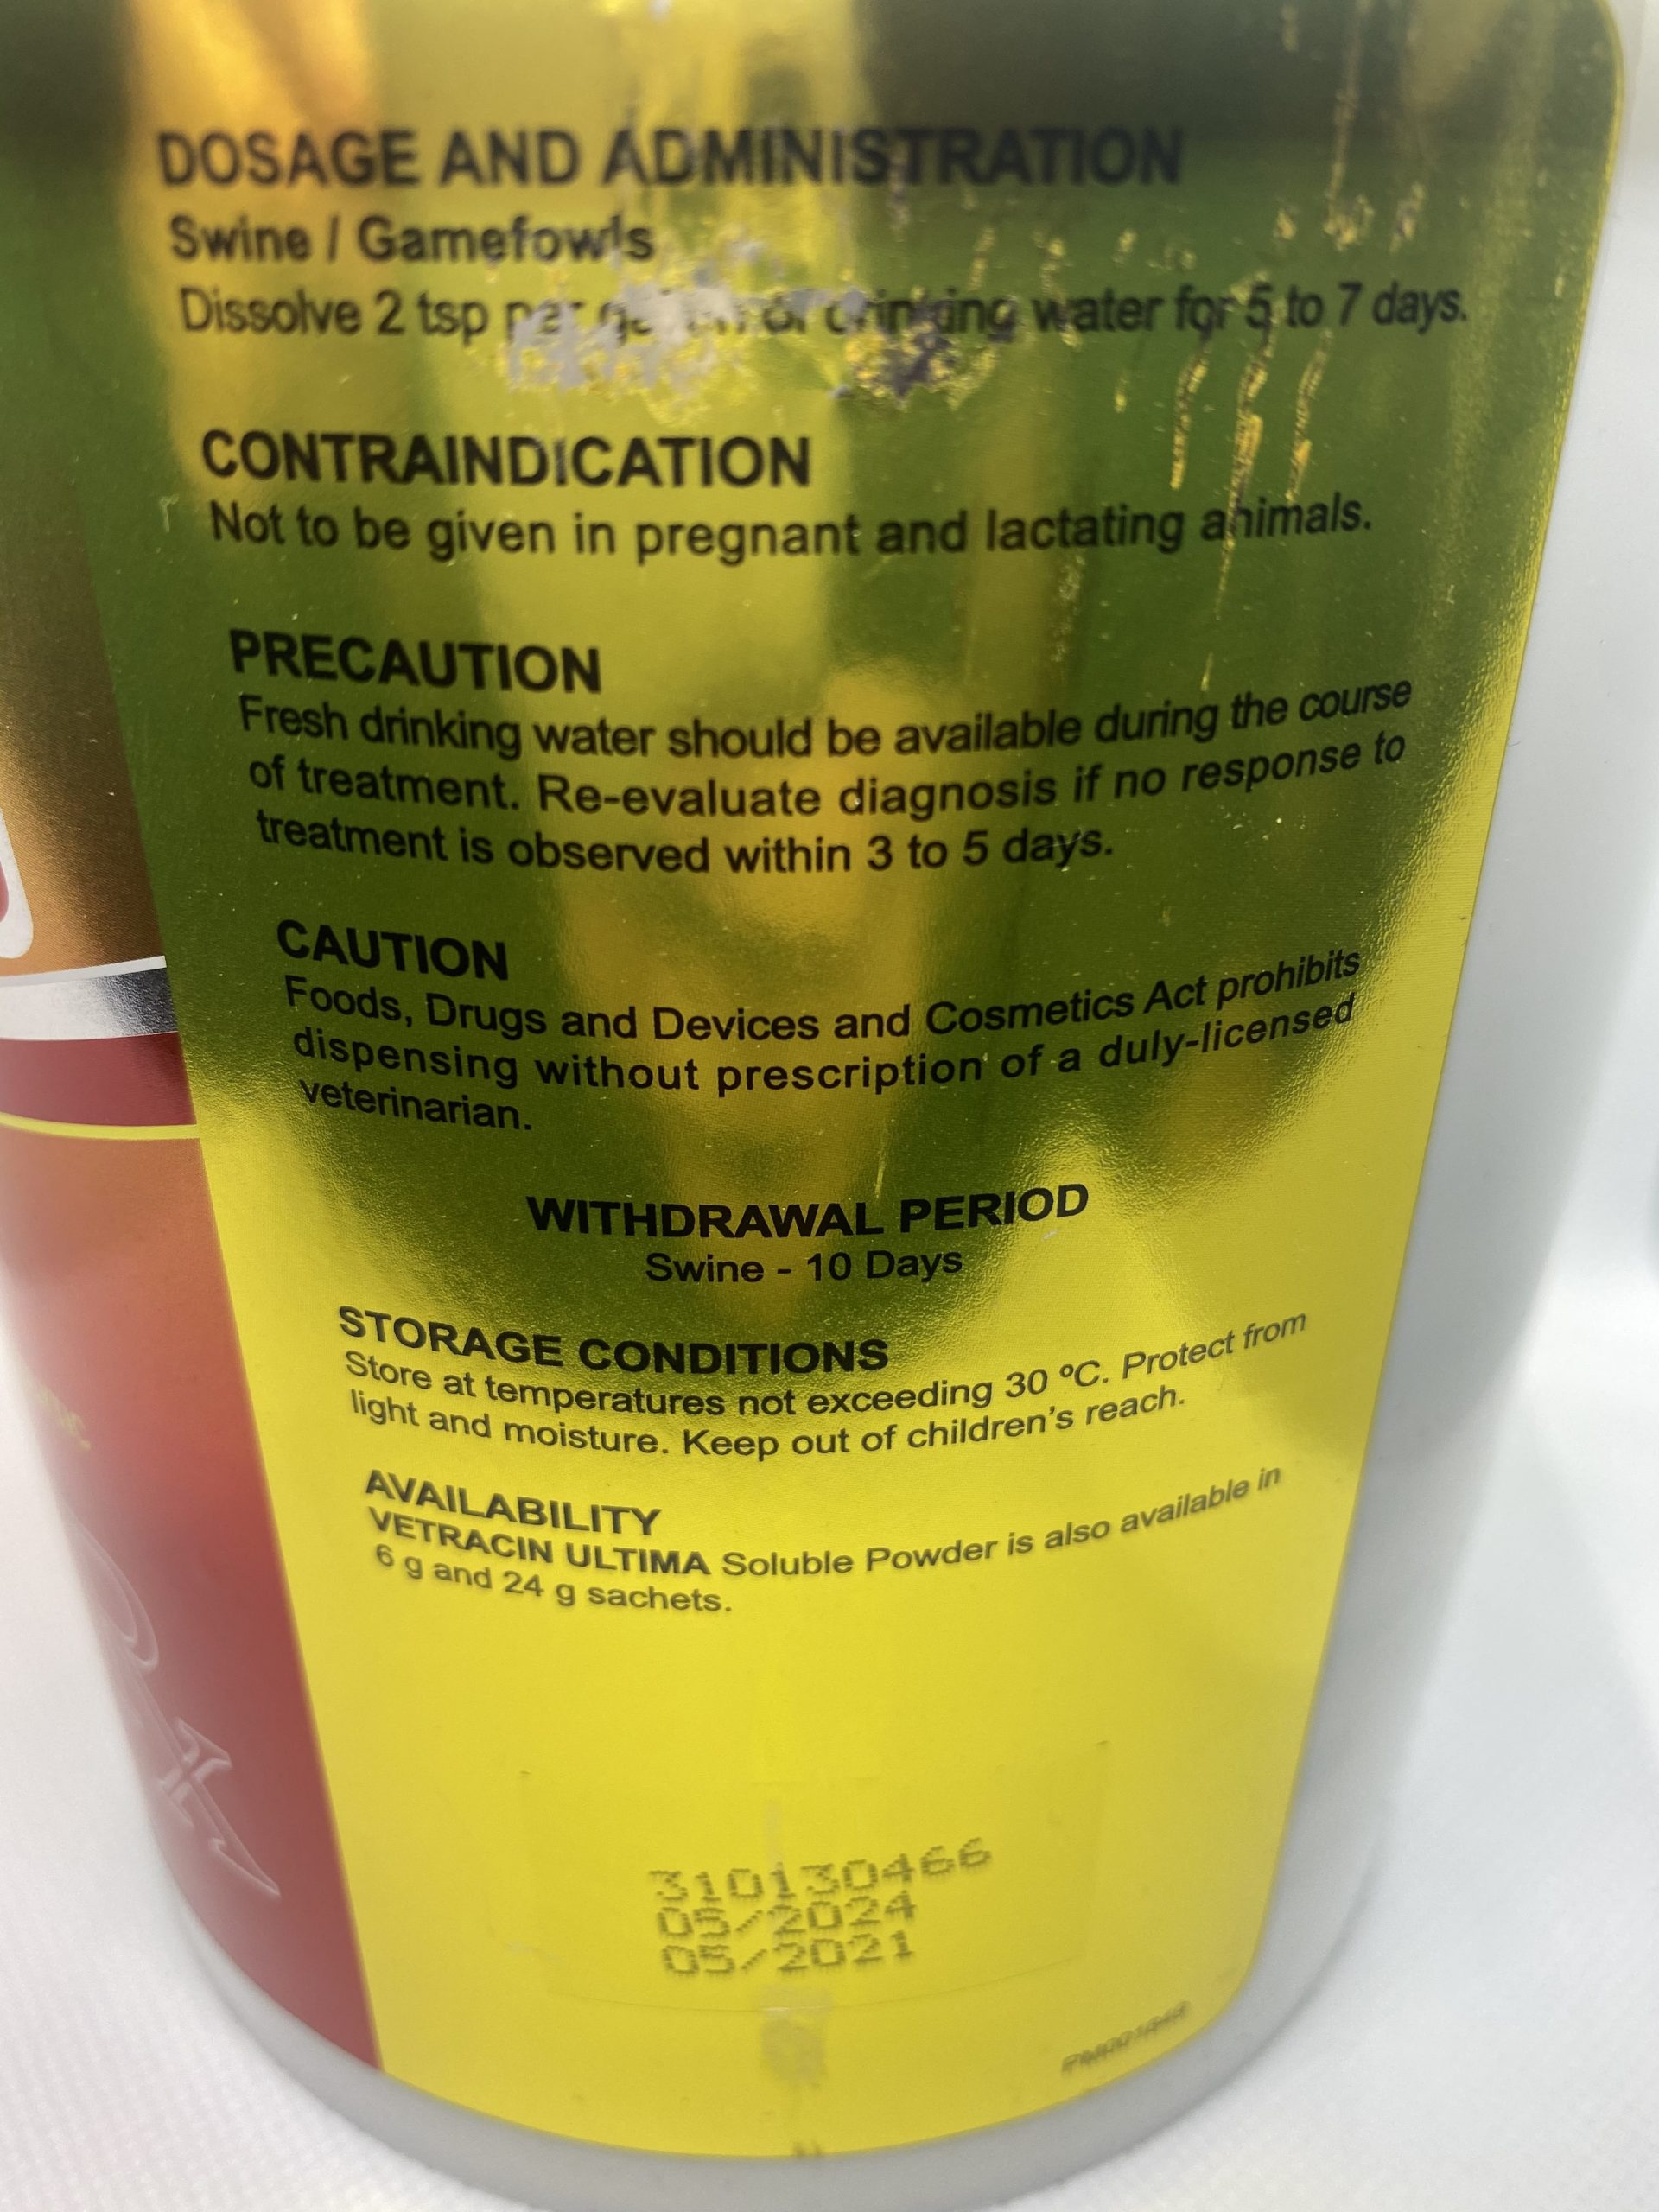 DOSAGE AND ADMINISTRATION
Swine / Gamefowls
Dissolve 2 tsp per of drinking water for 5 to 7 days.
CONTRAINDICATION
Not to be given in pregnant and lactating animals.
PRECAUTION
Fresh drinking water should be available during the course
of treatment. Re-evaluate diagnosis if no response to
treatment is observed within 3 to 5 days.
CAUTION
Foods, Drugs and Devices and Cosmetics Act prohibits
dispensing without prescription of a duly-licensed
veterinarian.
WITHDRAWAL PERIOD
Swine - 10 Days
STORAGE CONDITIONS
Store at temperatures not exceeding 30 ºC. Protect from
light and moisture. Keep out of children's reach.
AVAILABILITY
VETRACIN ULTIMA Soluble Powder is also available in
6 g and 24 g sachets.
310130466
05/2024
05/2021